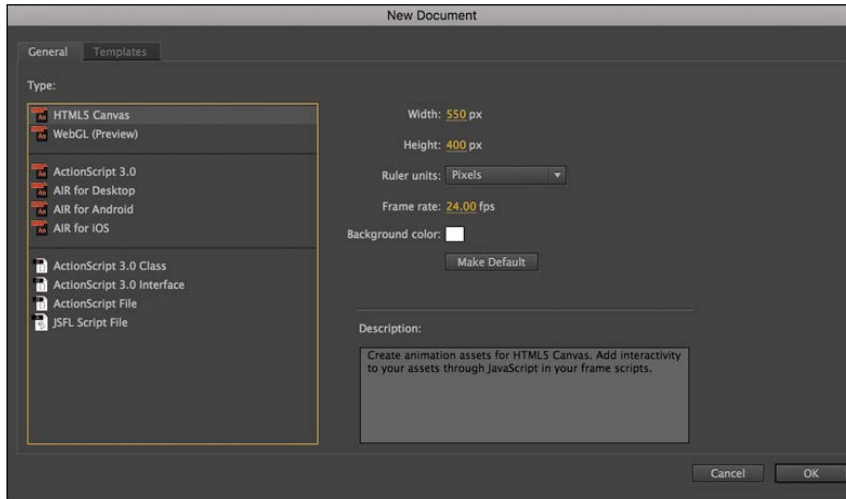 New Document
General
Templates
Type:
HTML5 Canvas
WebGL (Preview)
ActionScript 3.0
AIR for Desktop
AIR for Android
AIR for iOS
ActionScript 3.0 Class
ActionScript 3.0 Interface
ActionScript File
JSFL Script File
Width: 550 px
Height: 400 px
Ruler units: Pixels
Frame rate: 24.00 fps
Background color:
Make Default
Description:
Create animation assets for HTML5 Canvas. Add interactivity
to your assets through JavaScript in your frame scripts.
Cancel
OK